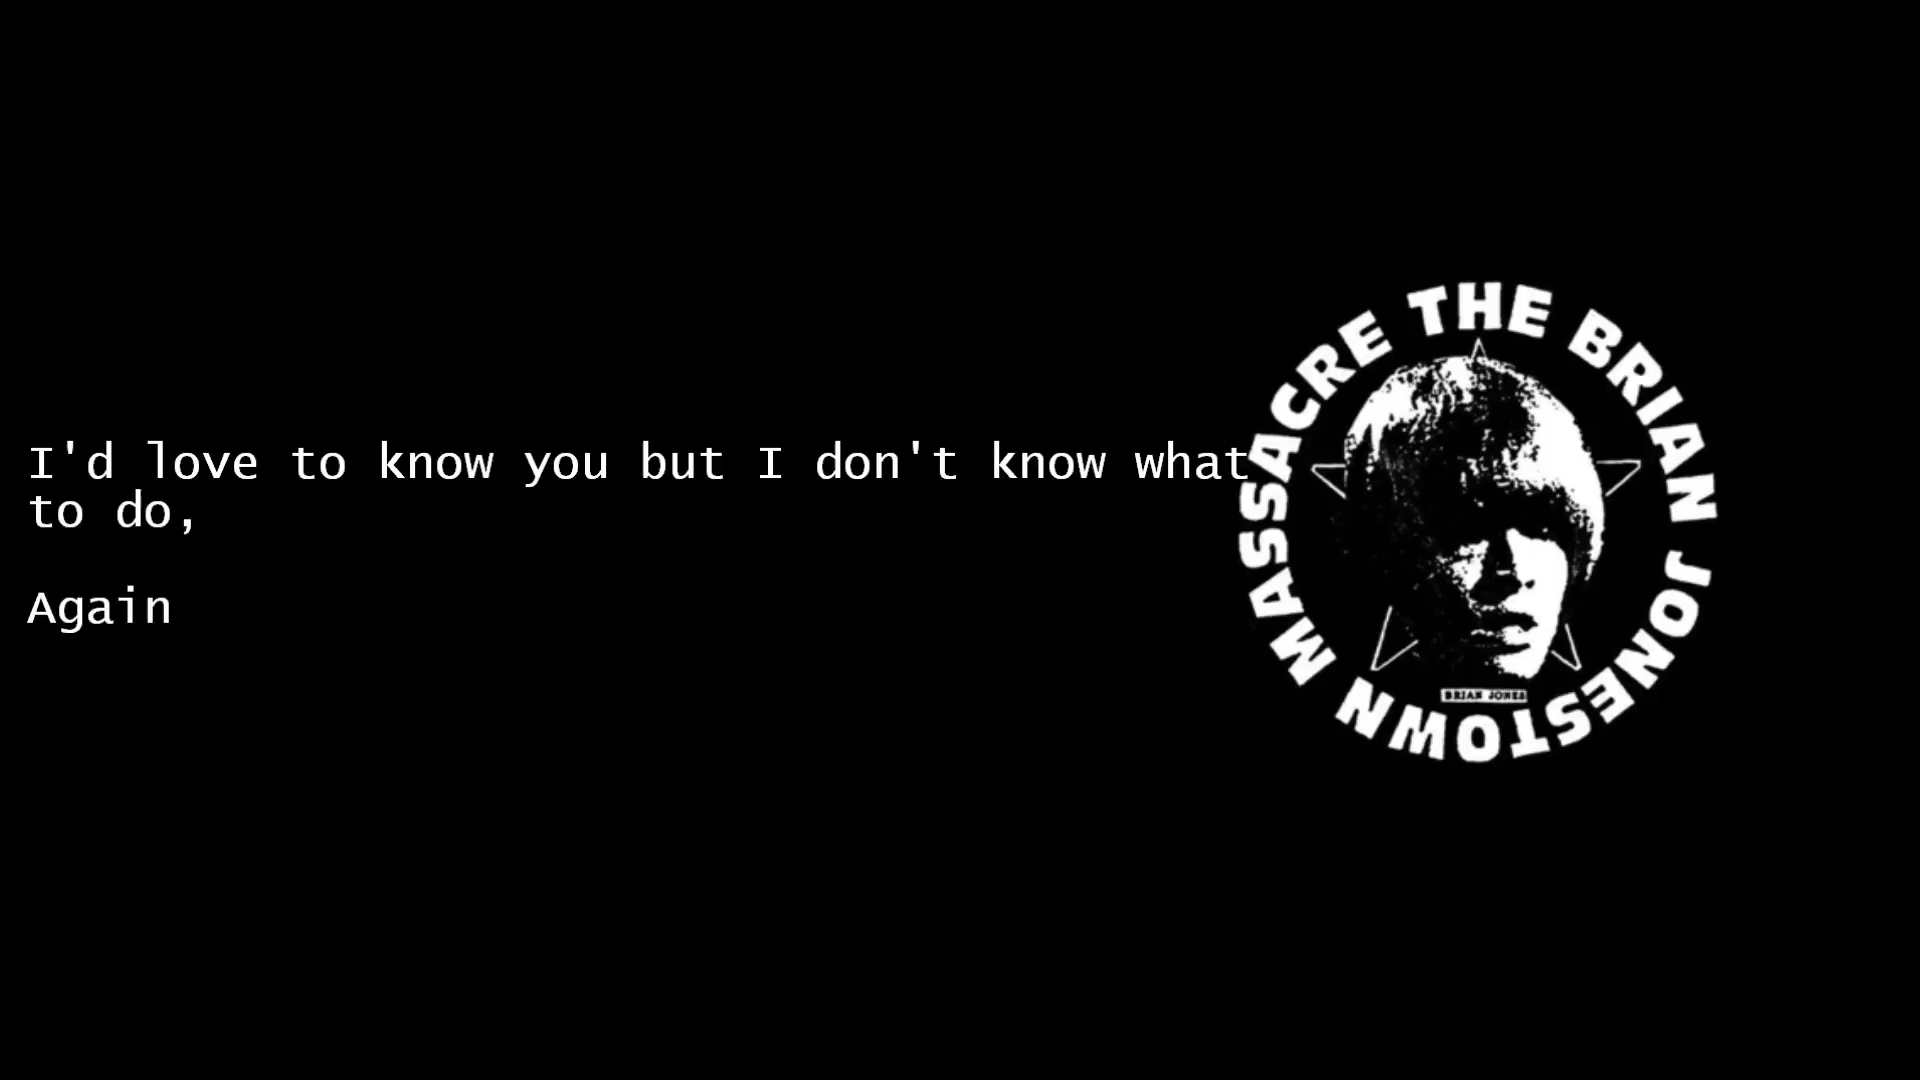 I'd love to know you but I don't know what
to do,
Again
THE BRIAN JONESTOWN MASSACRE
BRIAN JONES